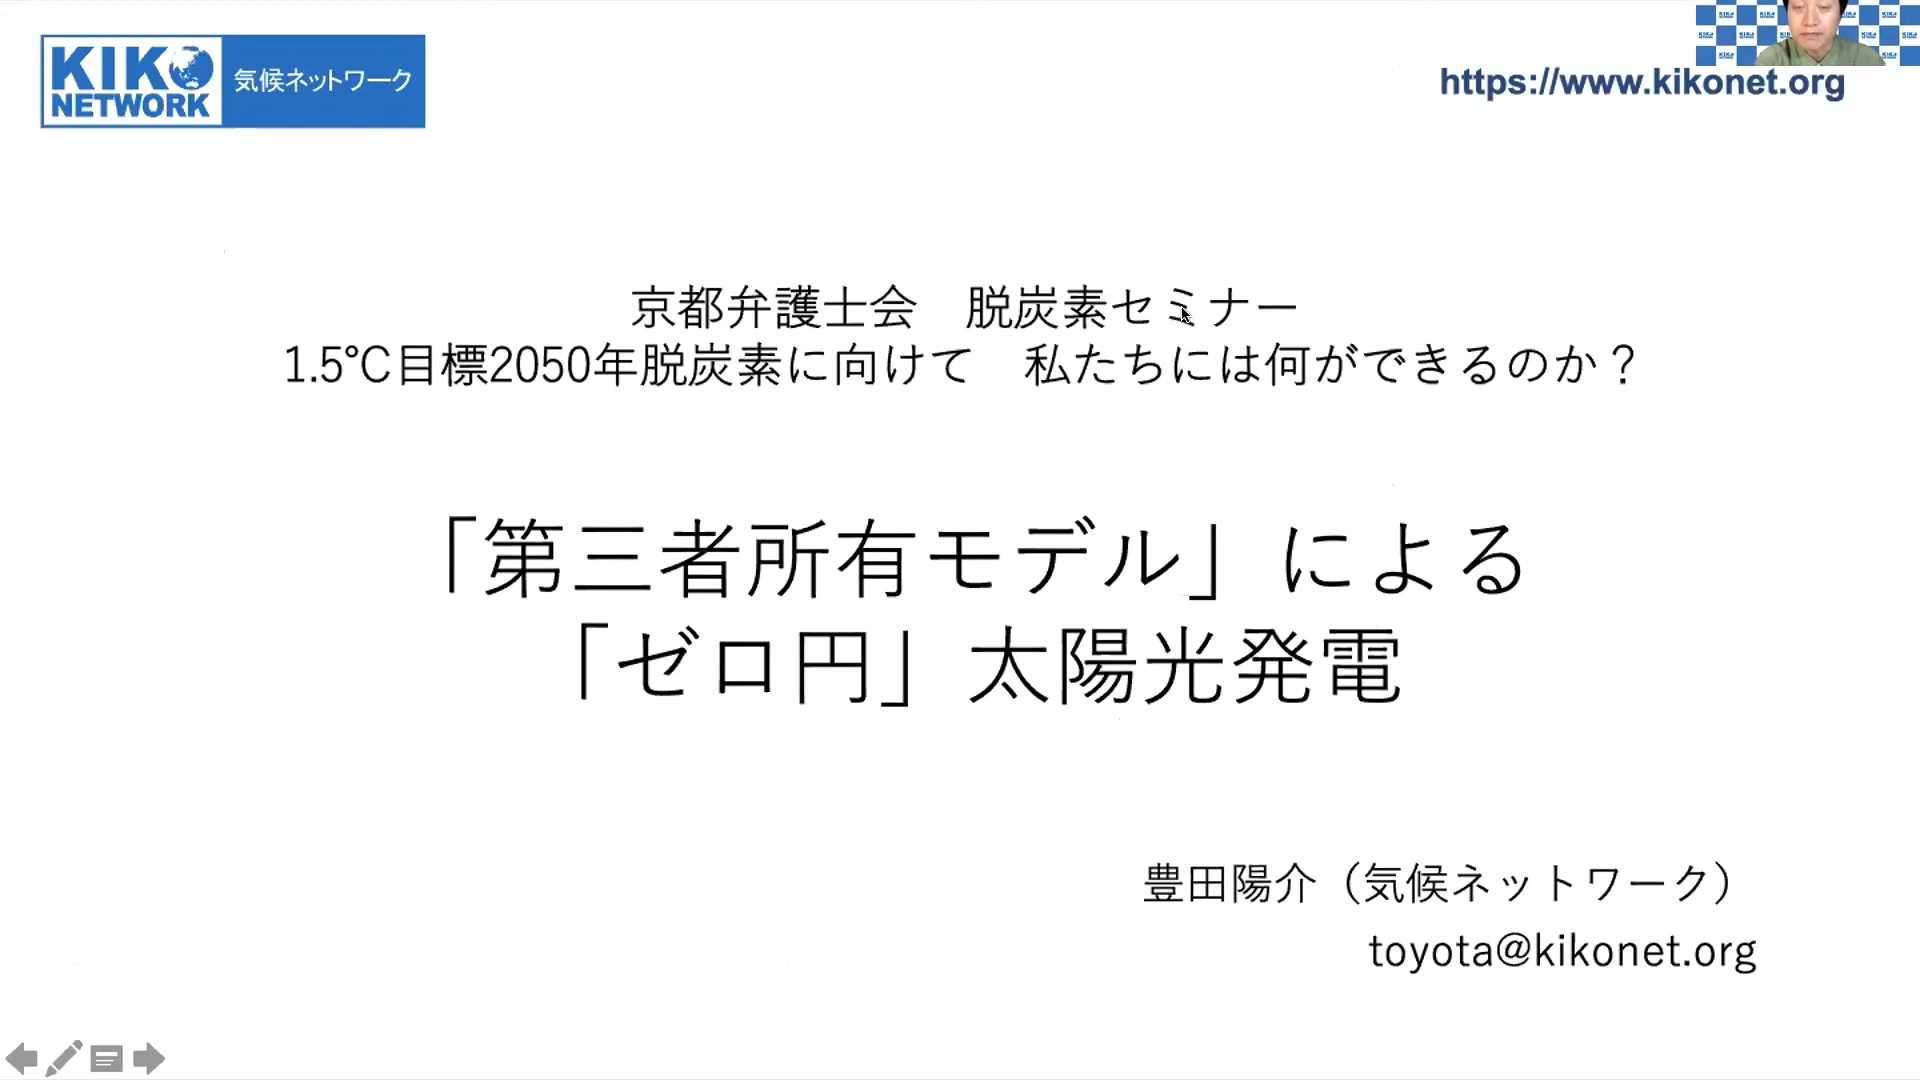 KIKO NETWORK 気候ネットワーク
https://www.kikonet.org
京都弁護士会　脱炭素セミナー
1.5℃目標2050年脱炭素に向けて　私たちには何ができるのか？
「第三者所有モデル」による
「ゼロ円」太陽光発電
豊田陽介（気候ネットワーク）
toyota@kikonet.org